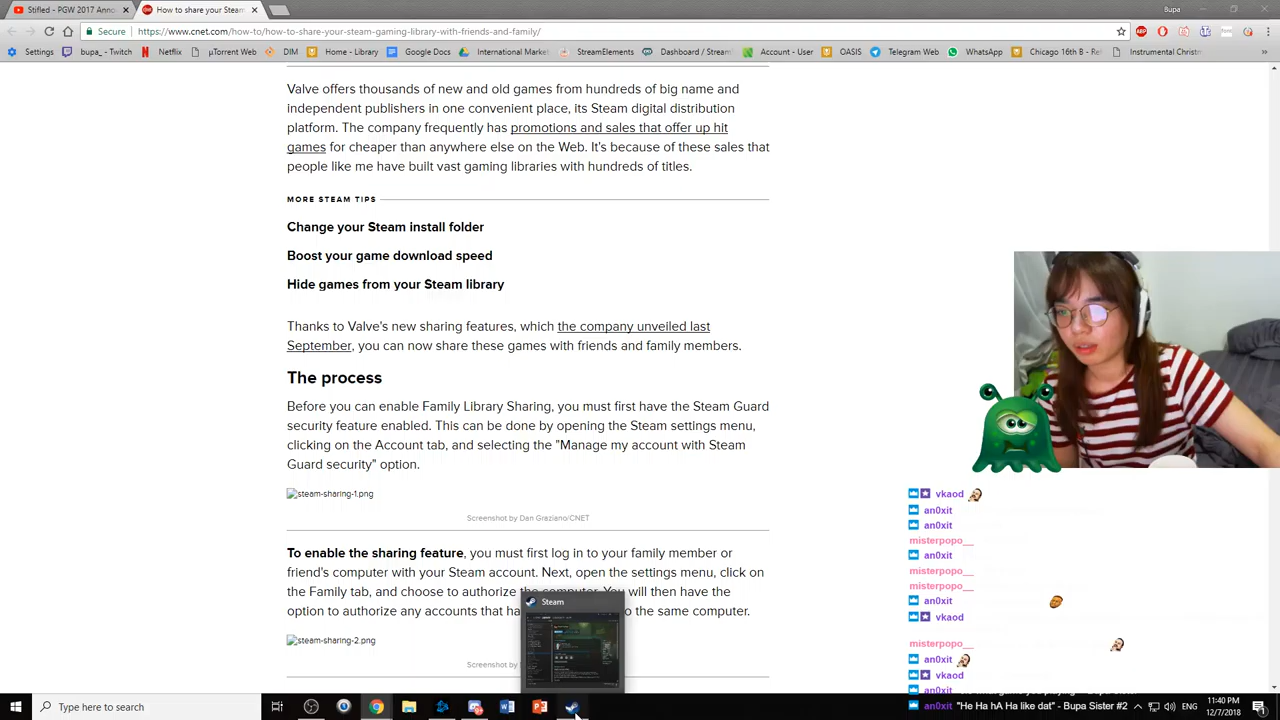 Stified - PGW 2017 Anno
How to share your Steam
Bupa
Secure
https://www.cnet.com/how-to/how-to-share-your-steam-gaming-library-with-friends-and-family/
Settings
bupa_ - Twitch
Netflix
µTorrent Web
DIM
Home - Library
Google Docs
International Market
StreamElements
Dashboard / Stream
Account - User
OASIS
Telegram Web
WhatsApp
Chicago 16th B - Re
Instrumental Christm
Valve offers thousands of new and old games from hundreds of big name and
independent publishers in one convenient place, its Steam digital distribution
platform. The company frequently has promotions and sales that offer up hit
games for cheaper than anywhere else on the Web. It's because of these sales that
people like me have built vast gaming libraries with hundreds of titles.
MORE STEAM TIPS
Change your Steam install folder
Boost your game download speed
Hide games from your Steam library
Thanks to Valve's new sharing features, which the company unveiled last
September, you can now share these games with friends and family members.
The process
Before you can enable Family Library Sharing, you must first have the Steam Guard
security feature enabled. This can be done by opening the Steam settings menu,
clicking on the Account tab, and selecting the "Manage my account with Steam
Guard security" option.
steam-sharing-1.png
Screenshot by Dan Graziano/CNET
To enable the sharing feature, you must first log in to your family member or
friend's computer with your Steam account. Next, open the settings menu, click on
the Family tab, a se to authorize the computer. You will then have the
option to authorize any accounts that ha to the same computer.
steam-sharing-2.png
Screenshot by
Steam
vkaod
an0xit
an0xit
misterpopo__
an0xit
misterpopo__
misterpopo__
an0xit
vkaod
misterpopo__
an0xit
vkaod
an0xit
an0xit "He Ha hA Ha like dat" - Bupa Sister #2
Type here to search
ENG
11:40 PM
12/7/2018